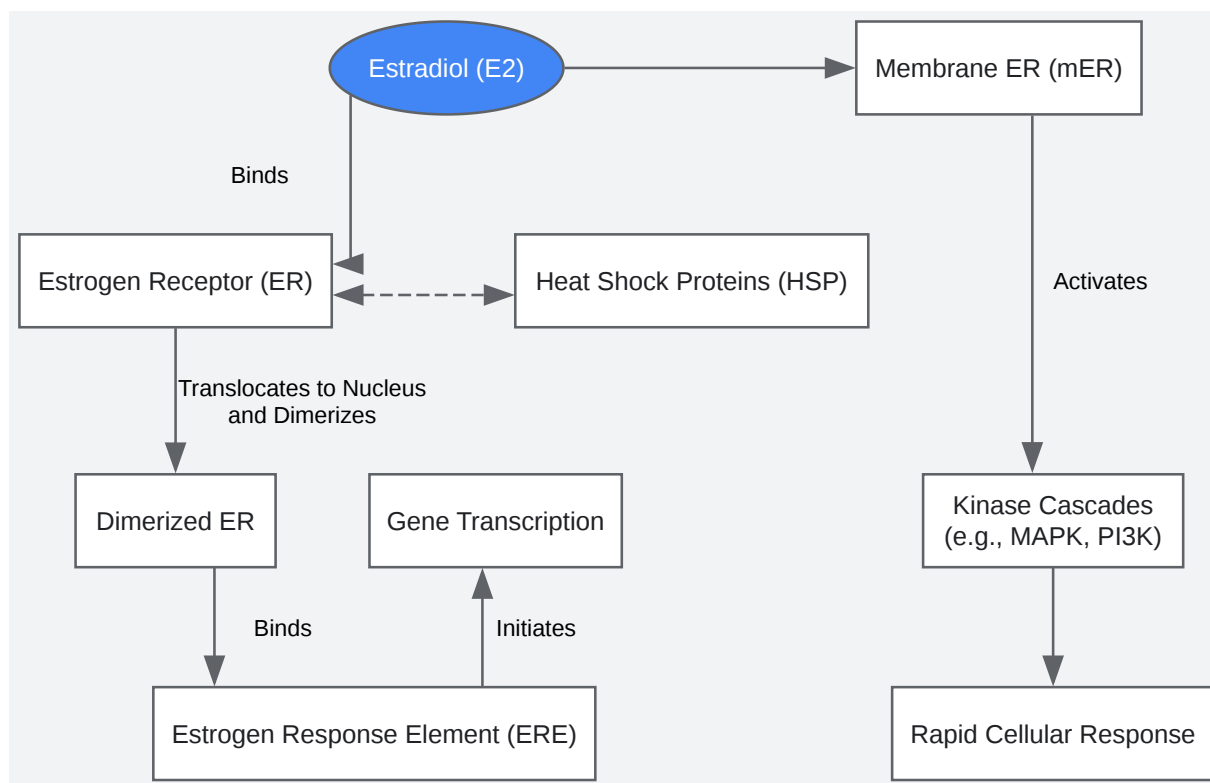 Estradiol (E2)
Membrane ER (mER)
Binds
Estrogen Receptor (ER)
Heat Shock Proteins (HSP)
Activates
Translocates to Nucleus
and Dimerizes
Dimerized ER
Gene Transcription
Kinase Cascades
(e.g., MAPK, PI3K)
Binds
Initiates
Estrogen Response Element (ERE)
Rapid Cellular Response